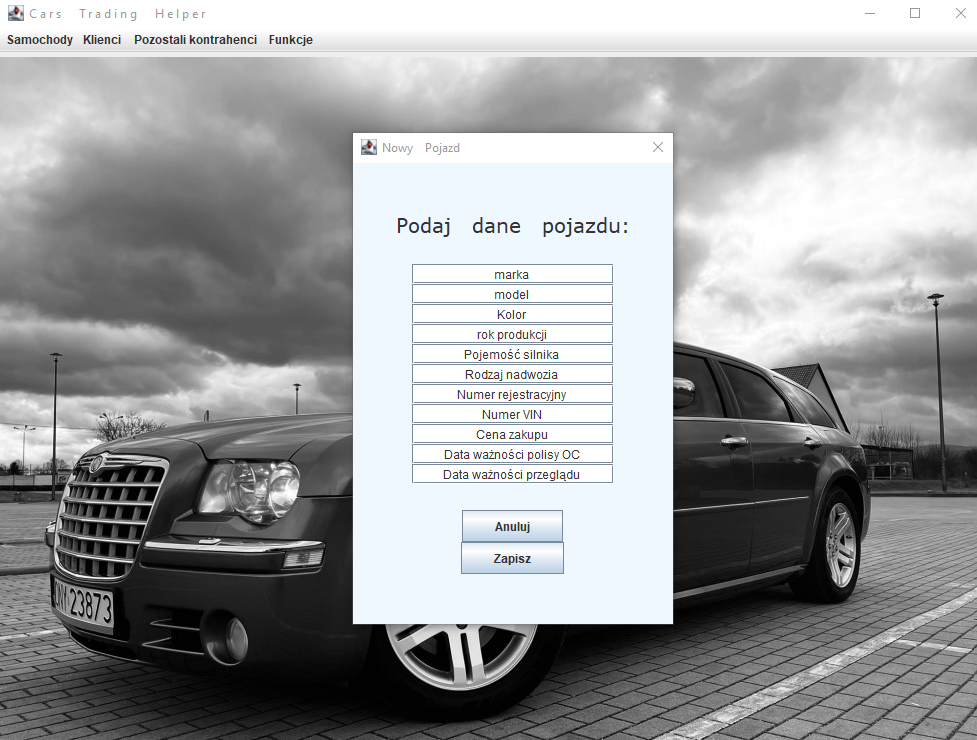 Cars Trading Helper
Samochody Klienci Pozostali kontrahenci Funkcje
Nowy Pojazd
Podaj dane pojazdu:
marka
model
Kolor
rok produkcji
Pojemość silnika
Rodzaj nadwozia
Numer rejestracyjny
Numer VIN
Cena zakupu
Data ważności polisy OC
Data ważności przeglądu
Anuluj
Zapisz
23873